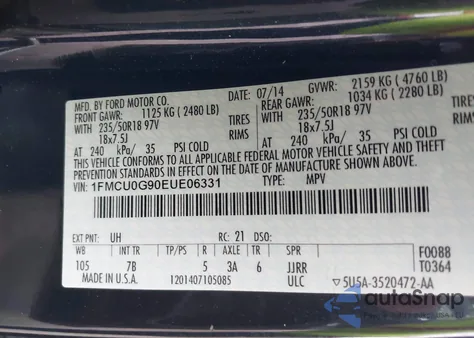 MFD. BY FORD MOTOR CO. DATE: 07/14 GVWR: 2159 KG (4760 LB)
FRONT GAWR: 1125 KG (2480 LB) REAR GAWR: 1034 KG (2280 LB)
WITH 235/50R18 97V TIRES WITH 235/50R18 97V TIRES
18x7.5J RIMS 18x7.5J RIMS
AT 240 kPa/ 35 PSI COLD AT 240 kPa/ 35 PSI COLD
THIS VEHICLE CONFORMS TO ALL APPLICABLE FEDERAL MOTOR VEHICLE SAFETY AND THEFT
PREVENTION STANDARDS IN EFFECT ON THE DATE OF MANUFACTURE SHOWN ABOVE.
VIN: 1FMCU0G90EUE06331 TYPE: MPV
EXT PNT: UH RC: 21 DSO: F0088
WB TP/PS R AXLE TR SPR T0364
105 7B 5 3A 6 JJRR
MADE IN U.S.A. 1201407105085 ULC 5U5A-3520472-AA
autoSnap